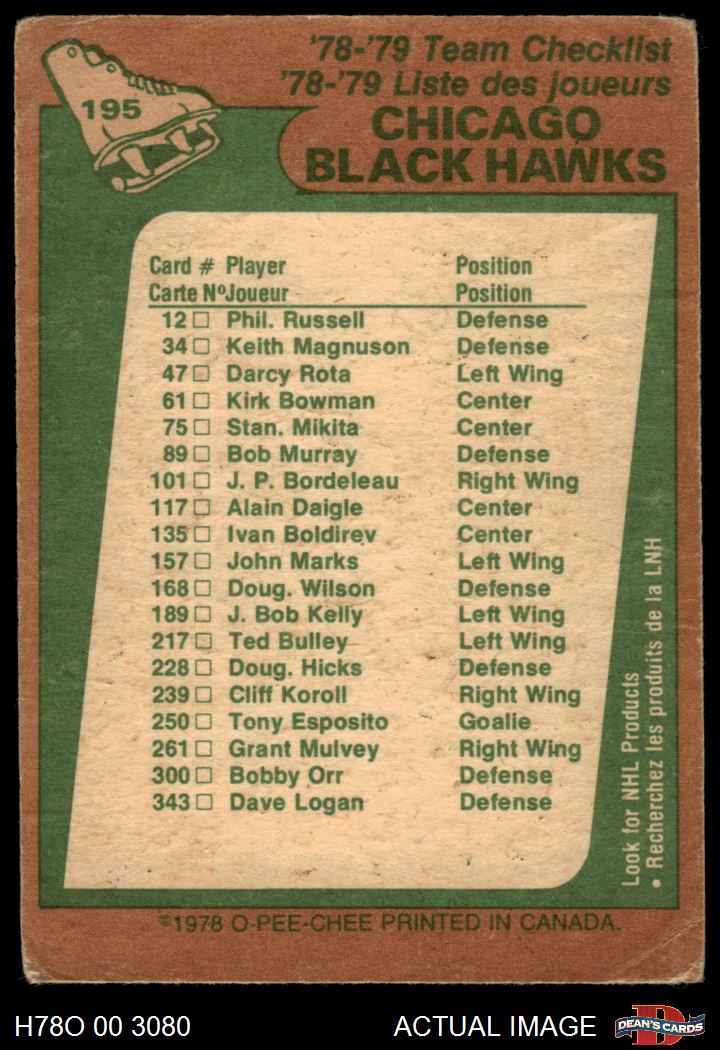 195
'78-'79 Team Checklist
'78-'79 Liste des joueurs
CHICAGO
BLACK HAWKS
Card # Player Position
Carte Nº Joueur Position
12 □ Phil. Russell Defense
34 □ Keith Magnuson Defense
47 □ Darcy Rota Left Wing
61 □ Kirk Bowman Center
75 □ Stan. Mikita Center
89 □ Bob Murray Defense
101 □ J. P. Bordeleau Right Wing
117 □ Alain Daigle Center
135 □ Ivan Boldirev Center
157 □ John Marks Left Wing
168 □ Doug. Wilson Defense
189 □ J. Bob Kelly Left Wing
217 □ Ted Bulley Left Wing
228 □ Doug. Hicks Defense
239 □ Cliff Koroll Right Wing
250 □ Tony Esposito Goalie
261 □ Grant Mulvey Right Wing
300 □ Bobby Orr Defense
343 □ Dave Logan Defense
Look for NHL Products
• Recherchez les produits de la LNH
©1978 O-PEE-CHEE PRINTED IN CANADA.
H78O 00 3080 ACTUAL IMAGE
DEAN'S CARDS